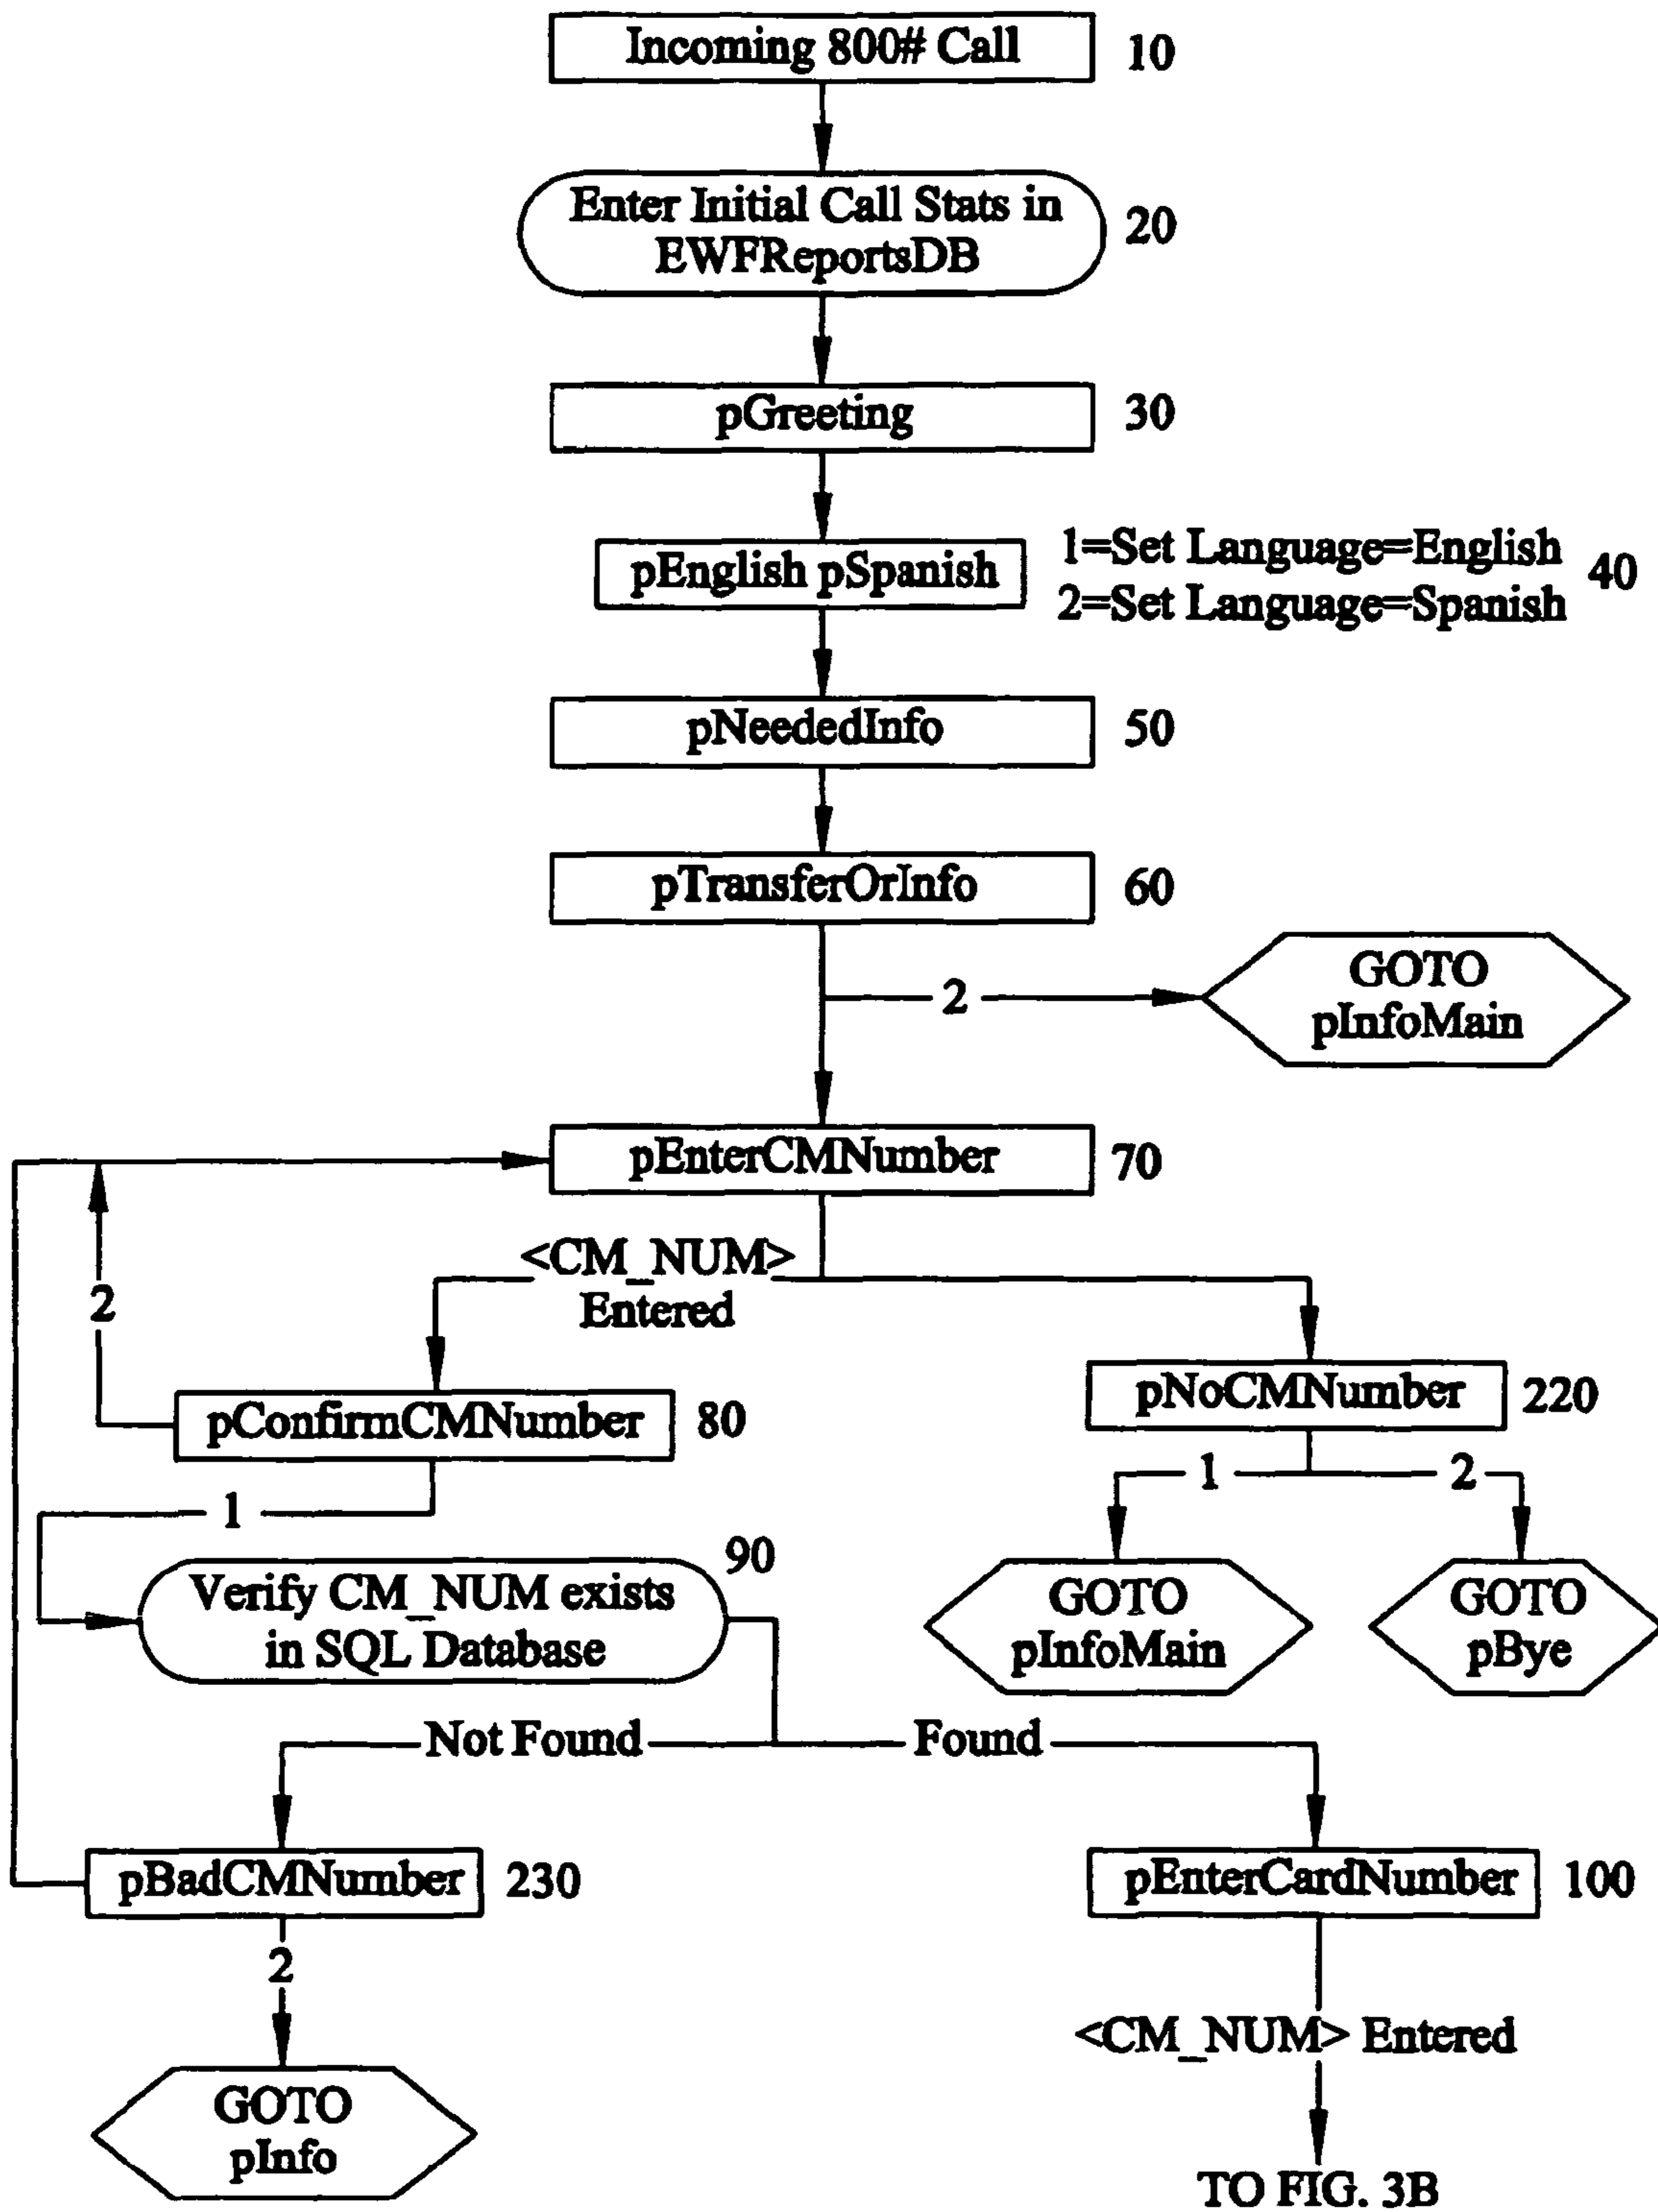 Incoming 800# Call
10
Enter Initial Call Stats in
EWFReportsDB
20
pGreeting
30
pEnglish pSpanish
1=Set Language=English
2=Set Language=Spanish
40
pNeededInfo
50
pTransferOrInfo
60
2
GOTO
pInfoMain
pEnterCMNumber
70
<CM_NUM>
Entered
2
pConfirmCMNumber
80
pNoCMNumber
220
1
1
2
90
Verify CM_NUM exists
in SQL Database
GOTO
pInfoMain
GOTO
pBye
Not Found
Found
pBadCMNumber
230
pEnterCardNumber
100
2
<CM_NUM> Entered
GOTO
pInfo
TO FIG. 3B